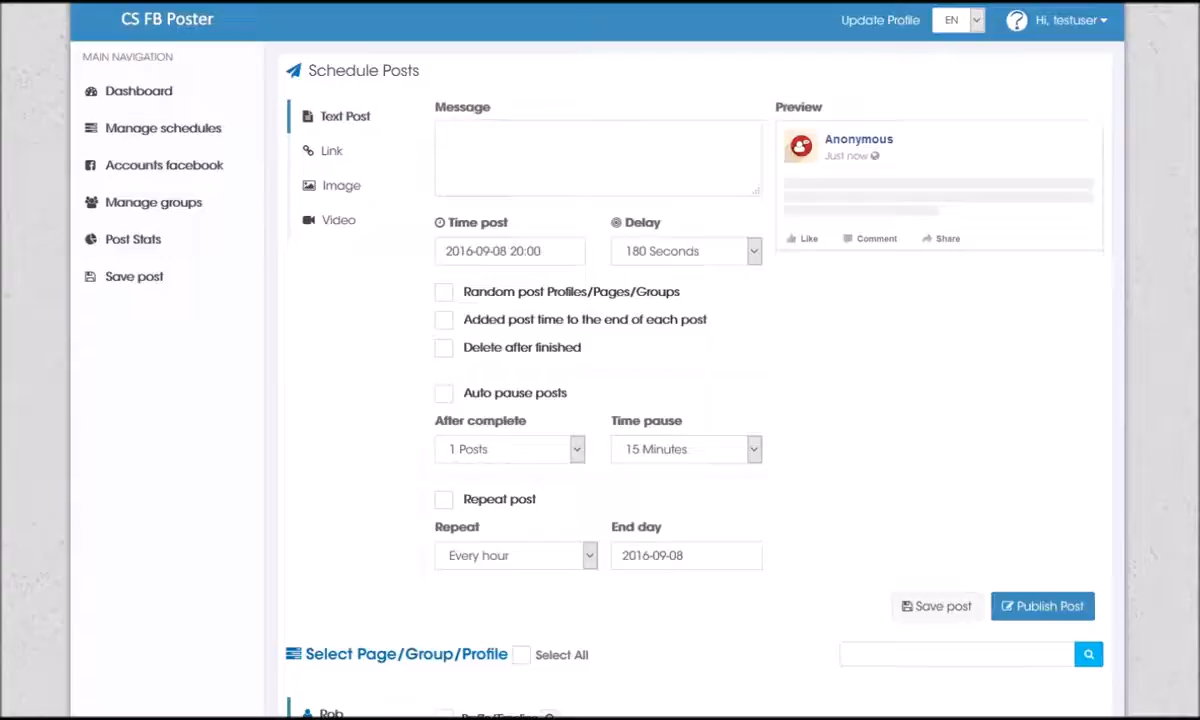 CS FB Poster
Update Profile
EN
Hi, testuser
MAIN NAVIGATION
Dashboard
Manage schedules
Accounts facebook
Manage groups
Post Stats
Save post
Schedule Posts
Text Post
Link
Image
Video
Message
Time post
Delay
2016-09-08 20:00
180 Seconds
Random post Profiles/Pages/Groups
Added post time to the end of each post
Delete after finished
Auto pause posts
After complete
Time pause
1 Posts
15 Minutes
Repeat post
Repeat
End day
Every hour
2016-09-08
Preview
Anonymous
Just now
Like
Comment
Share
Save post
Publish Post
Select Page/Group/Profile
Select All
Rob